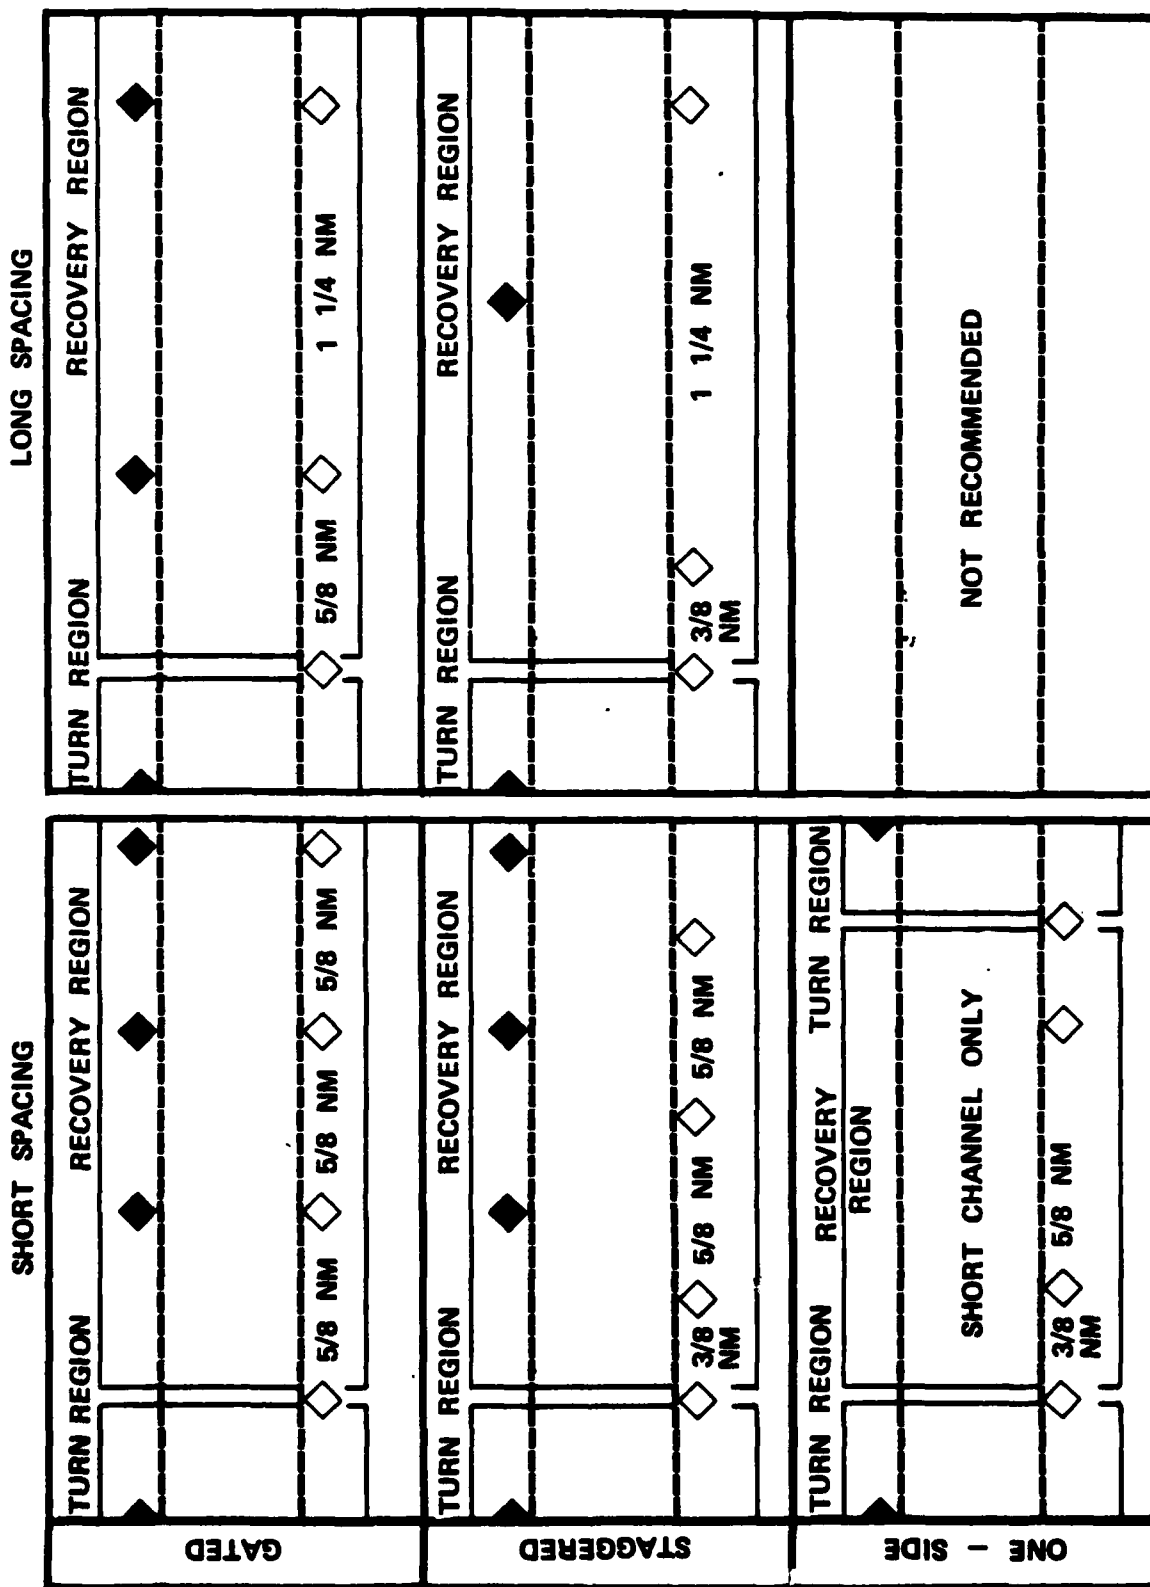 SHORT SPACING
LONG SPACING
GATED
TURN REGION
RECOVERY REGION
5/8 NM
5/8 NM
5/8 NM
TURN REGION
RECOVERY REGION
5/8 NM
1 1/4 NM
STAGGERED
TURN REGION
RECOVERY REGION
3/8
NM
5/8 NM
5/8 NM
TURN REGION
RECOVERY REGION
3/8
NM
1 1/4 NM
ONE - SIDE
TURN REGION
RECOVERY
REGION
TURN REGION
SHORT CHANNEL ONLY
3/8
NM
5/8 NM
NOT RECOMMENDED